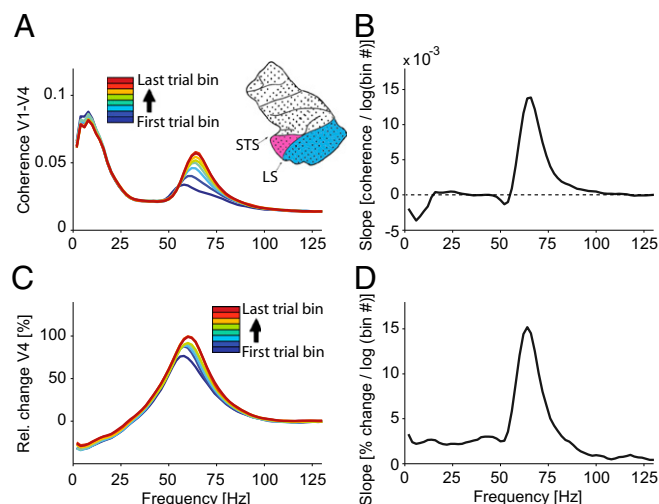 A
B
Coherence V1-V4
0.1
0.05
0
0
25
50
75
100
125
Last trial bin
First trial bin
STS
LS
Slope [coherence / log(bin #)]
x 10-3
15
10
5
0
-5
0
25
50
75
100
125
C
D
Rel. change V4 [%]
100
50
0
0
25
50
75
100
125
Frequency [Hz]
Last trial bin
First trial bin
Slope [% change / log (bin #)]
15
10
5
0
0
25
50
75
100
125
Frequency [Hz]